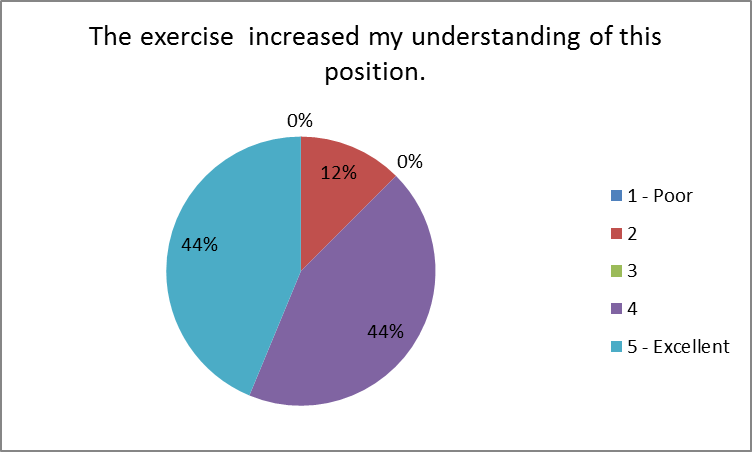 The exercise  increased my understanding of this
position.
0%
12%
0%
44%
44%
1 - Poor
2
3
4
5 - Excellent